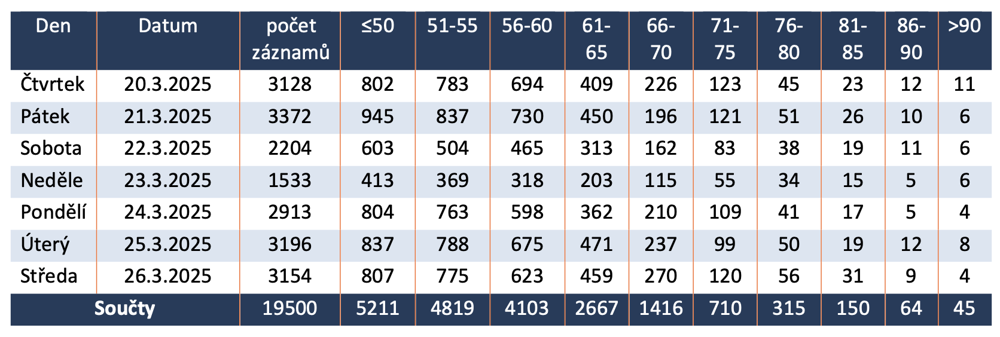 Den Datum počet záznamů ≤50 51-55 56-60 61-65 66-70 71-75 76-80 81-85 86-90 >90
Čtvrtek 20.3.2025 3128 802 783 694 409 226 123 45 23 12 11
Pátek 21.3.2025 3372 945 837 730 450 196 121 51 26 10 6
Sobota 22.3.2025 2204 603 504 465 313 162 83 38 19 11 6
Neděle 23.3.2025 1533 413 369 318 203 115 55 34 15 5 6
Pondělí 24.3.2025 2913 804 763 598 362 210 109 41 17 5 4
Úterý 25.3.2025 3196 837 788 675 471 237 99 50 19 12 8
Středa 26.3.2025 3154 807 775 623 459 270 120 56 31 9 4
Součty 19500 5211 4819 4103 2667 1416 710 315 150 64 45